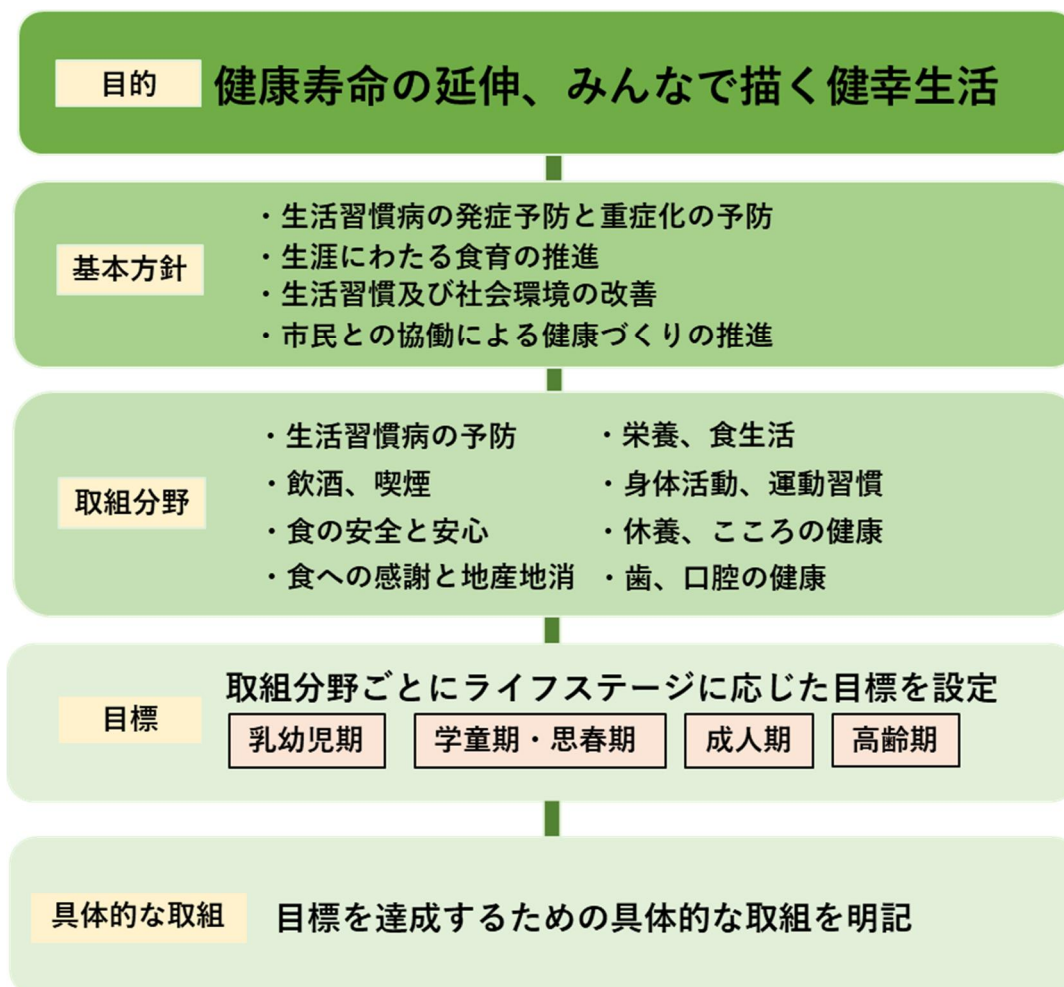 目的
健康寿命の延伸、みんなで描く健幸生活
基本方針
・生活習慣病の発症予防と重症化の予防
・生涯にわたる食育の推進
・生活習慣及び社会環境の改善
・市民との協働による健康づくりの推進
取組分野
・生活習慣病の予防
・栄養、食生活
・飲酒、喫煙
・身体活動、運動習慣
・食の安全と安心
・休養、こころの健康
・食への感謝と地産地消
・歯、口腔の健康
目標
取組分野ごとにライフステージに応じた目標を設定
乳幼児期
学童期・思春期
成人期
高齢期
具体的な取組
目標を達成するための具体的な取組を明記